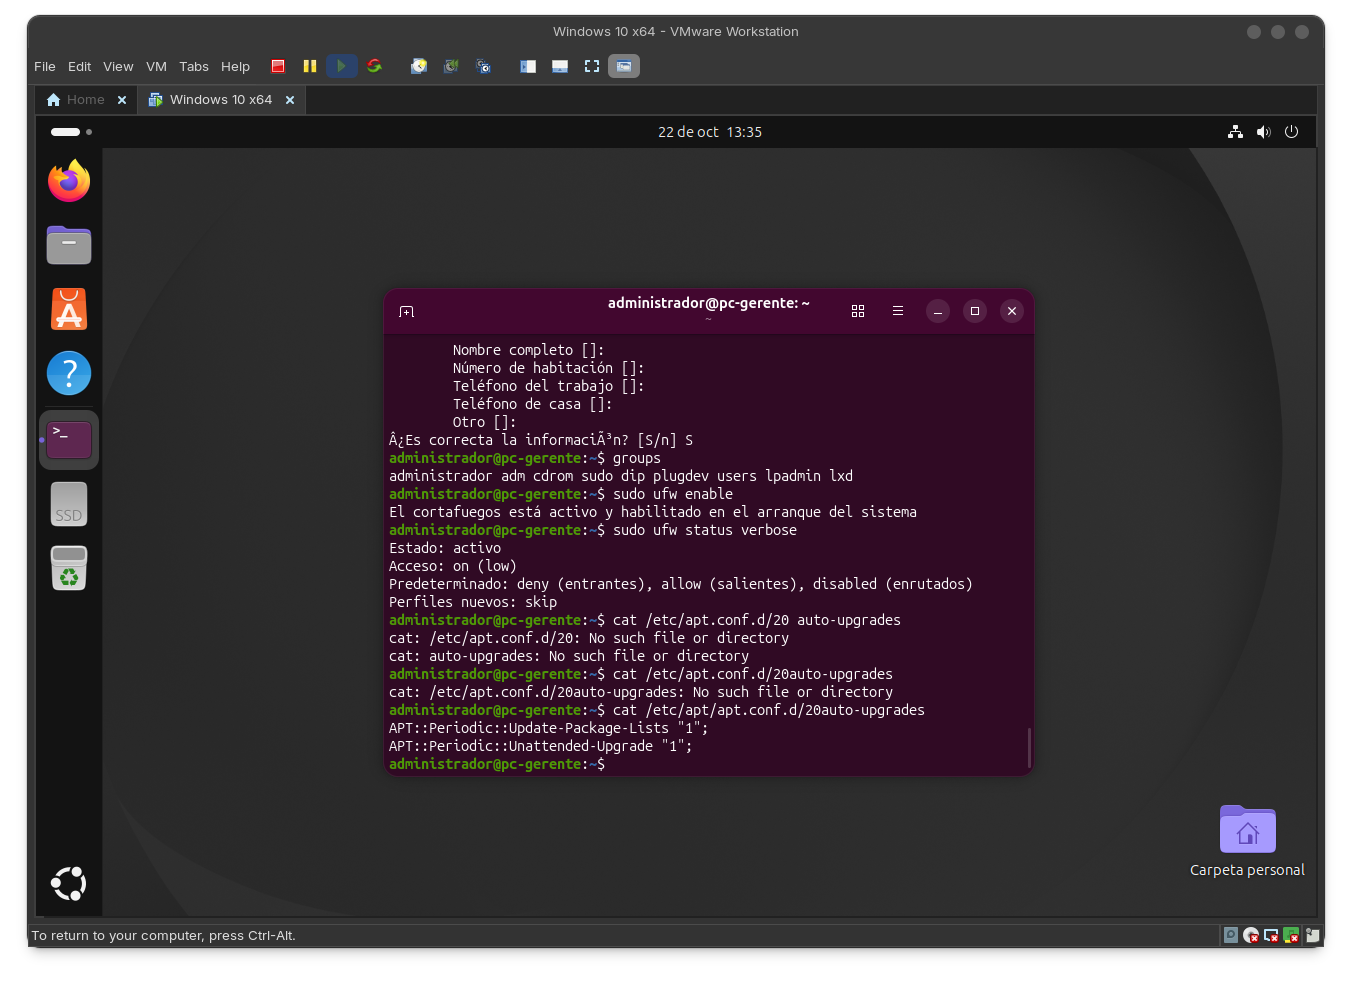 Windows 10 x64 - VMware Workstation
File Edit View VM Tabs Help
Home Windows 10 x64
22 de oct 13:35
administrador@pc-gerente: ~
~
Nombre completo []:
Número de habitación []:
Teléfono del trabajo []:
Teléfono de casa []:
Otro []:
Â¿Es correcta la informaciÃ³n? [S/n] S
administrador@pc-gerente:~$ groups
administrador adm cdrom sudo dip plugdev users lpadmin lxd
administrador@pc-gerente:~$ sudo ufw enable
El cortafuegos está activo y habilitado en el arranque del sistema
administrador@pc-gerente:~$ sudo ufw status verbose
Estado: activo
Acceso: on (low)
Predeterminado: deny (entrantes), allow (salientes), disabled (enrutados)
Perfiles nuevos: skip
administrador@pc-gerente:~$ cat /etc/apt.conf.d/20 auto-upgrades
cat: /etc/apt.conf.d/20: No such file or directory
cat: auto-upgrades: No such file or directory
administrador@pc-gerente:~$ cat /etc/apt.conf.d/20auto-upgrades
cat: /etc/apt.conf.d/20auto-upgrades: No such file or directory
administrador@pc-gerente:~$ cat /etc/apt/apt.conf.d/20auto-upgrades
APT::Periodic::Update-Package-Lists "1";
APT::Periodic::Unattended-Upgrade "1";
administrador@pc-gerente:~$
SSD
Carpeta personal
To return to your computer, press Ctrl-Alt.